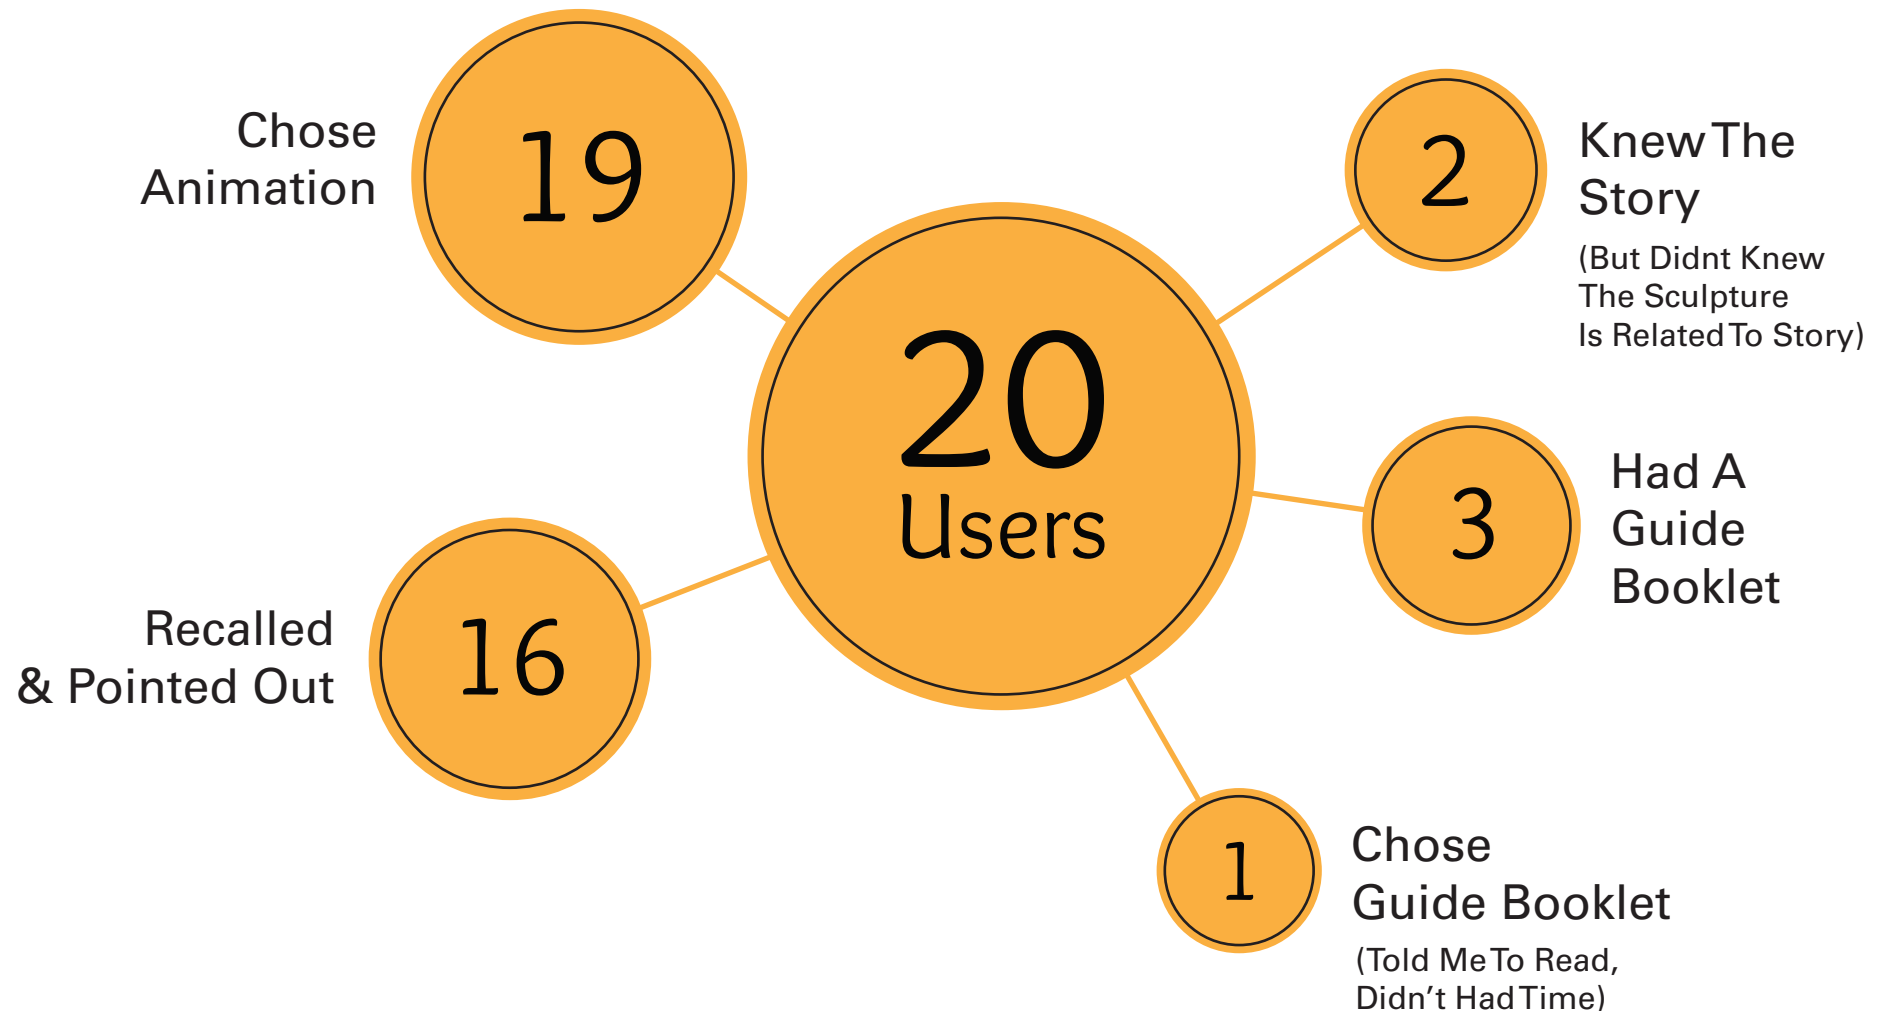 Chose
Animation
19
2
Knew The
Story
(But Didnt Knew
The Sculpture
Is Related To Story)
20
Users
3
Had A
Guide
Booklet
Recalled
& Pointed Out
16
1
Chose
Guide Booklet
(Told Me To Read,
Didn't Had Time)